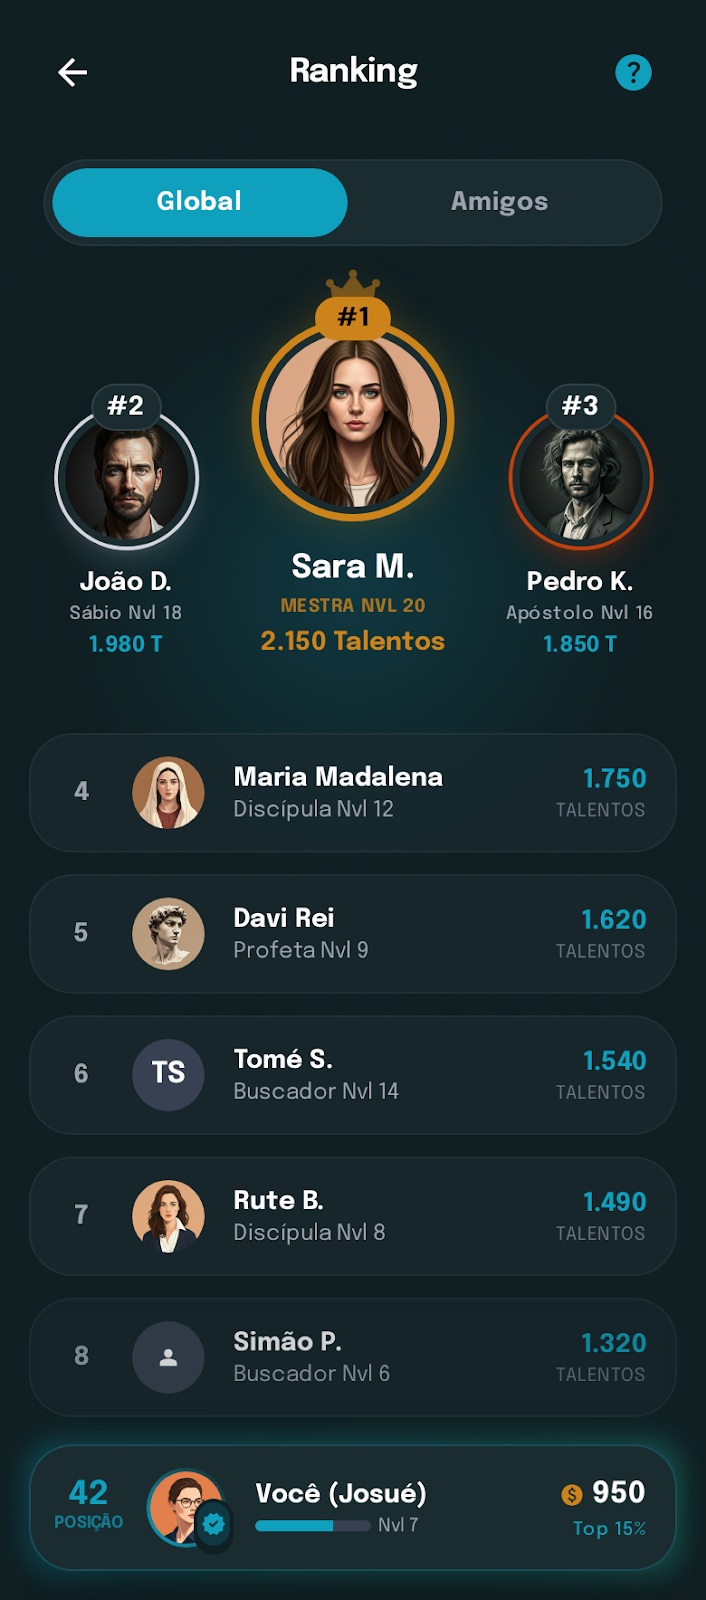 Ranking
?
Global
Amigos
#1
#2
#3
Sara M.
MESTRA NVL 20
2.150 Talentos
João D.
Sábio Nvl 18
1.980 T
Pedro K.
Apóstolo Nvl 16
1.850 T
4
Maria Madalena
Discípula Nvl 12
1.750
TALENTOS
5
Davi Rei
Profeta Nvl 9
1.620
TALENTOS
6
TS
Tomé S.
Buscador Nvl 14
1.540
TALENTOS
7
Rute B.
Discípula Nvl 8
1.490
TALENTOS
8
Simão P.
Buscador Nvl 6
1.320
TALENTOS
42
POSIÇÃO
Você (Josué)
Nvl 7
$ 950
Top 15%